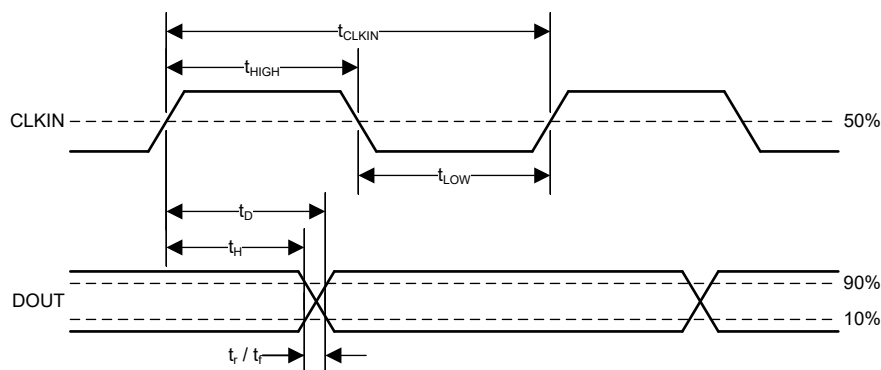 tCLKIN
tHIGH
CLKIN
50%
tLOW
tD
tH
DOUT
90%
10%
tr / tf